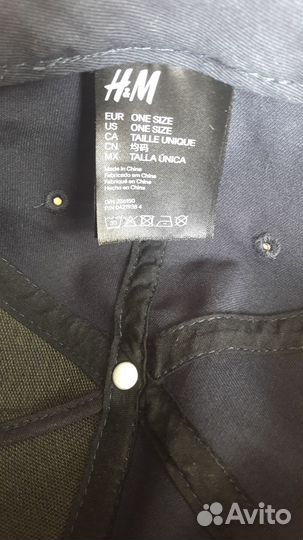 H&M
EUR ONE SIZE
US ONE SIZE
CA TAILLE UNIQUE
CN 均码
MX TALLA ÚNICA
Made in China
Fabricado em China
Fabriqué en Chine
Hecho en China
Avito